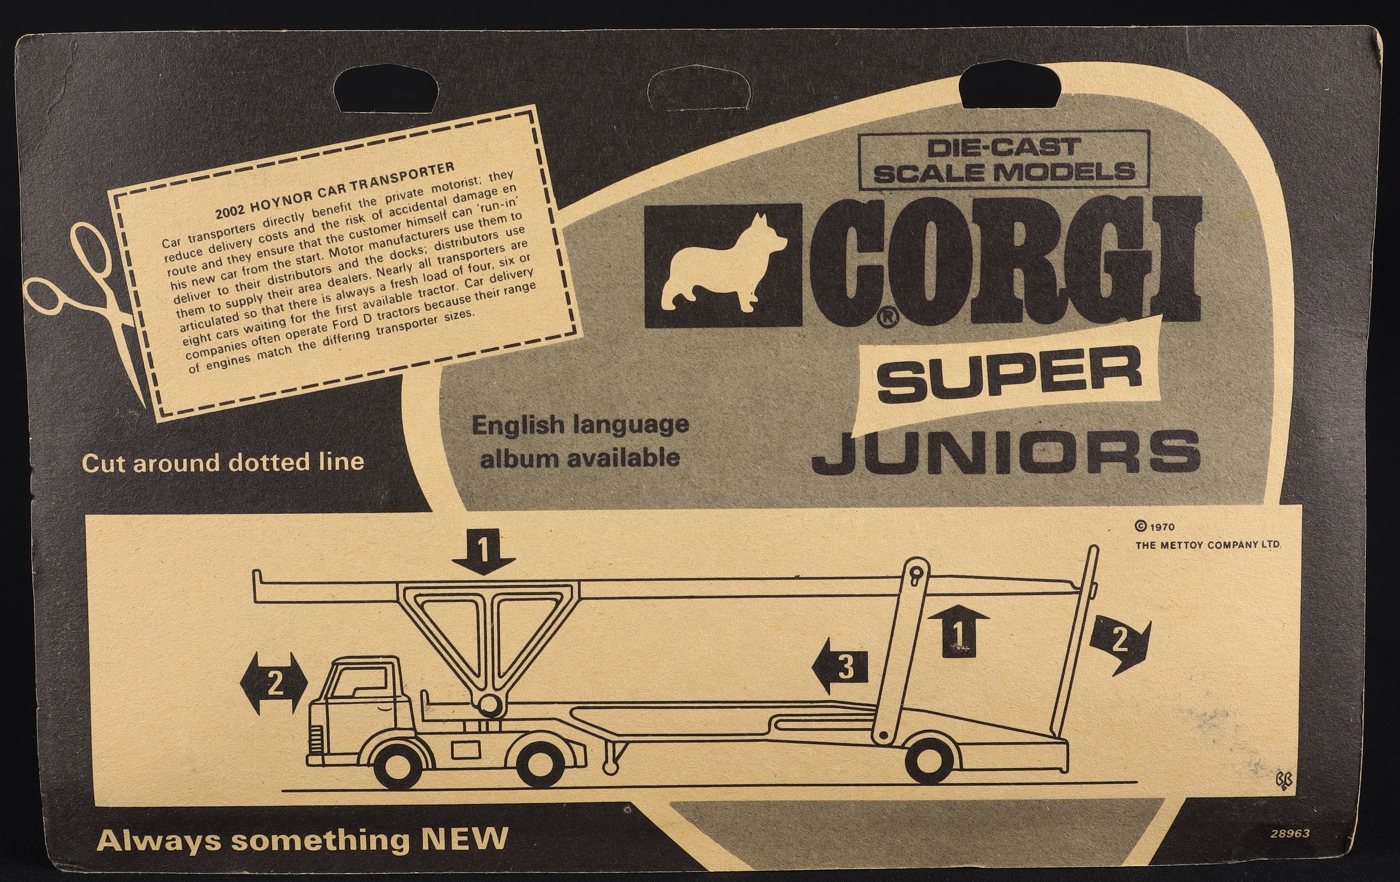 DIE-CAST
SCALE MODELS
CORGI
®
SUPER
JUNIORS
2002 HOYNOR CAR TRANSPORTER
Car transporters directly benefit the private motorist; they
reduce delivery costs and the risk of accidental damage en
route and they ensure that the customer himself can 'run-in'
his new car from the start. Motor manufacturers use them to
deliver to their distributors and the docks; distributors use
them to supply their area dealers. Nearly all transporters are
articulated so that there is always a fresh load of four, six or
eight cars waiting for the first available tractor. Car delivery
companies often operate Ford D tractors because their range
of engines match the differing transporter sizes.
Cut around dotted line
English language
album available
© 1970
THE METTOY COMPANY LTD.
1
2
3
1
2
Always something NEW
28963